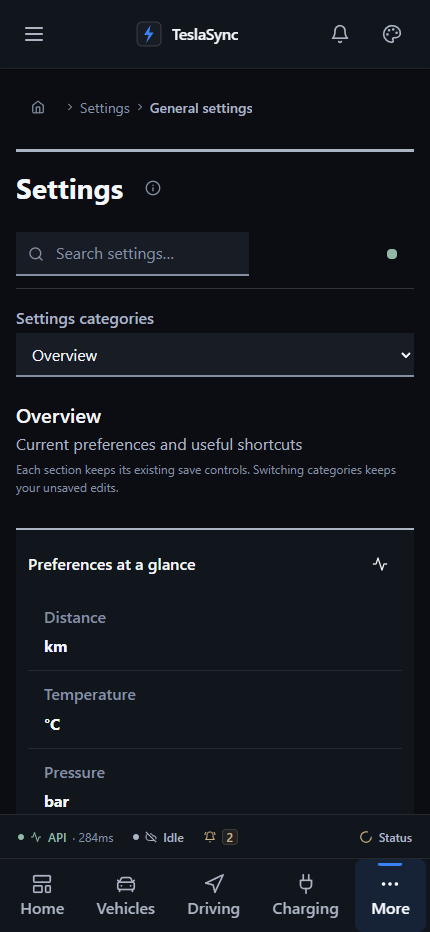 TeslaSync
Settings
General settings
Settings
Search settings...
Settings categories
Overview
Overview
Current preferences and useful shortcuts
Each section keeps its existing save controls. Switching categories keeps
your unsaved edits.
Preferences at a glance
Distance
km
Temperature
°C
Pressure
bar
API · 284ms
Idle
2
Status
Home
Vehicles
Driving
Charging
More